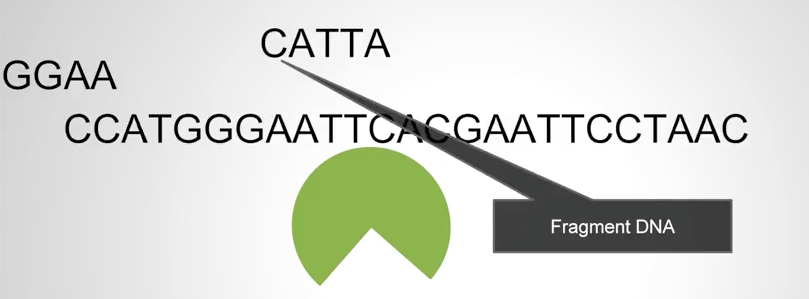 CATTA
GGAA
CCATGGGAATTCACGAATTCCTAAC
Fragment DNA